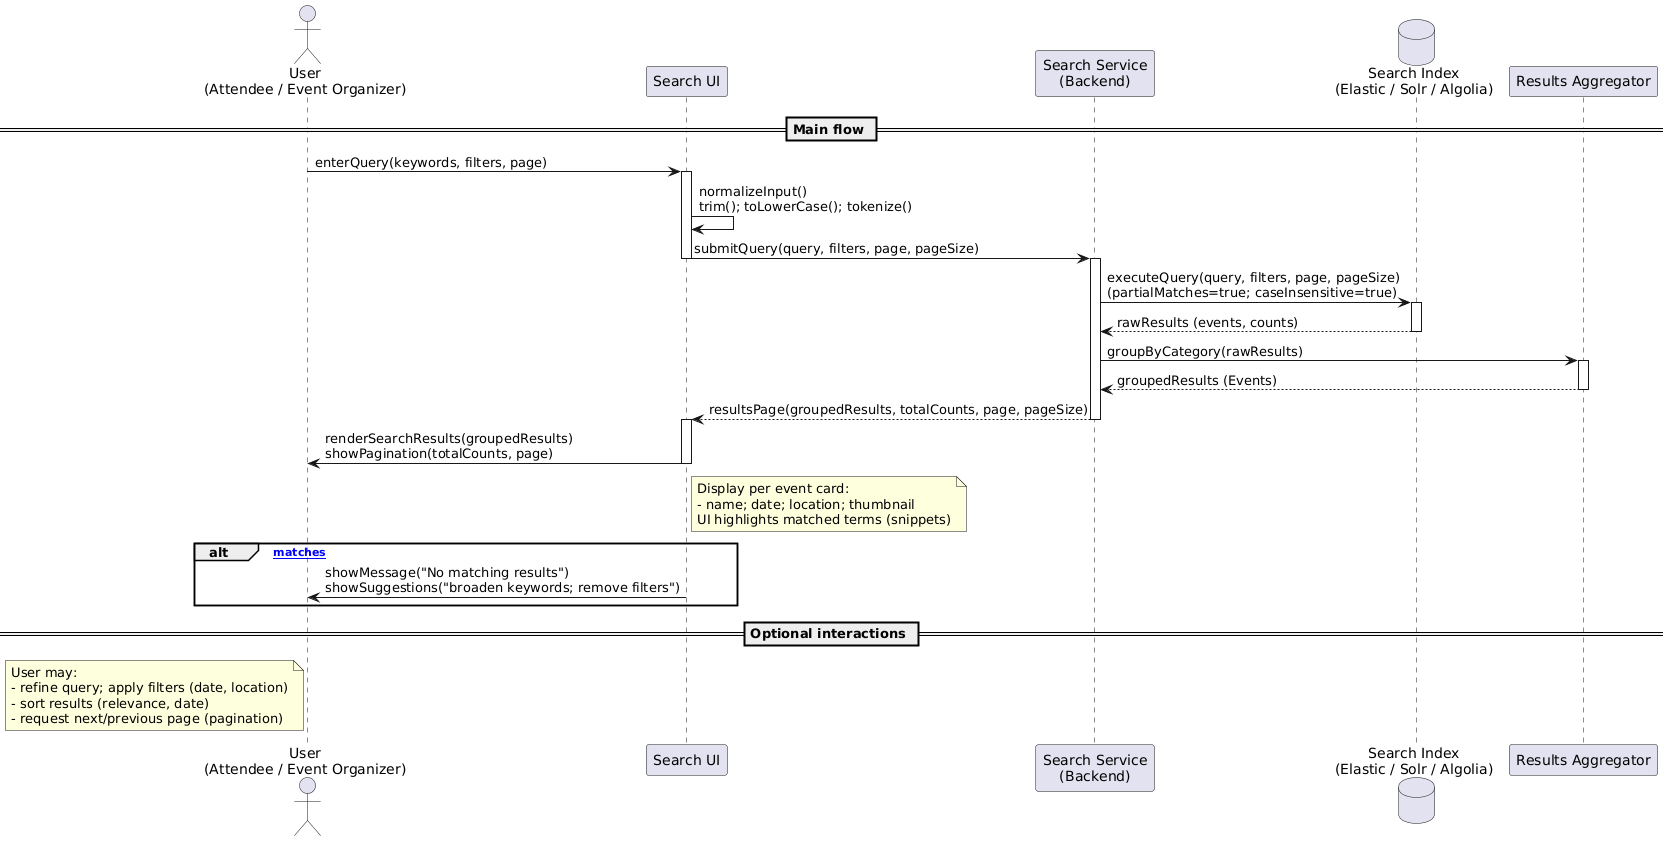 User
(Attendee / Event Organizer)
Search UI
Search Service
(Backend)
Search Index
(Elastic / Solr / Algolia)
Results Aggregator
Main flow
enterQuery(keywords, filters, page)
normalizeInput()
trim(); toLowerCase(); tokenize()
submitQuery(query, filters, page, pageSize)
executeQuery(query, filters, page, pageSize)
(partialMatches=true; caseInsensitive=true)
rawResults (events, counts)
groupByCategory(rawResults)
groupedResults (Events)
resultsPage(groupedResults, totalCounts, page, pageSize)
renderSearchResults(groupedResults)
showPagination(totalCounts, page)
Display per event card:
- name; date; location; thumbnail
UI highlights matched terms (snippets)
alt matches
showMessage("No matching results")
showSuggestions("broaden keywords; remove filters")
Optional interactions
User may:
- refine query; apply filters (date, location)
- sort results (relevance, date)
- request next/previous page (pagination)
User
(Attendee / Event Organizer)
Search UI
Search Service
(Backend)
Search Index
(Elastic / Solr / Algolia)
Results Aggregator